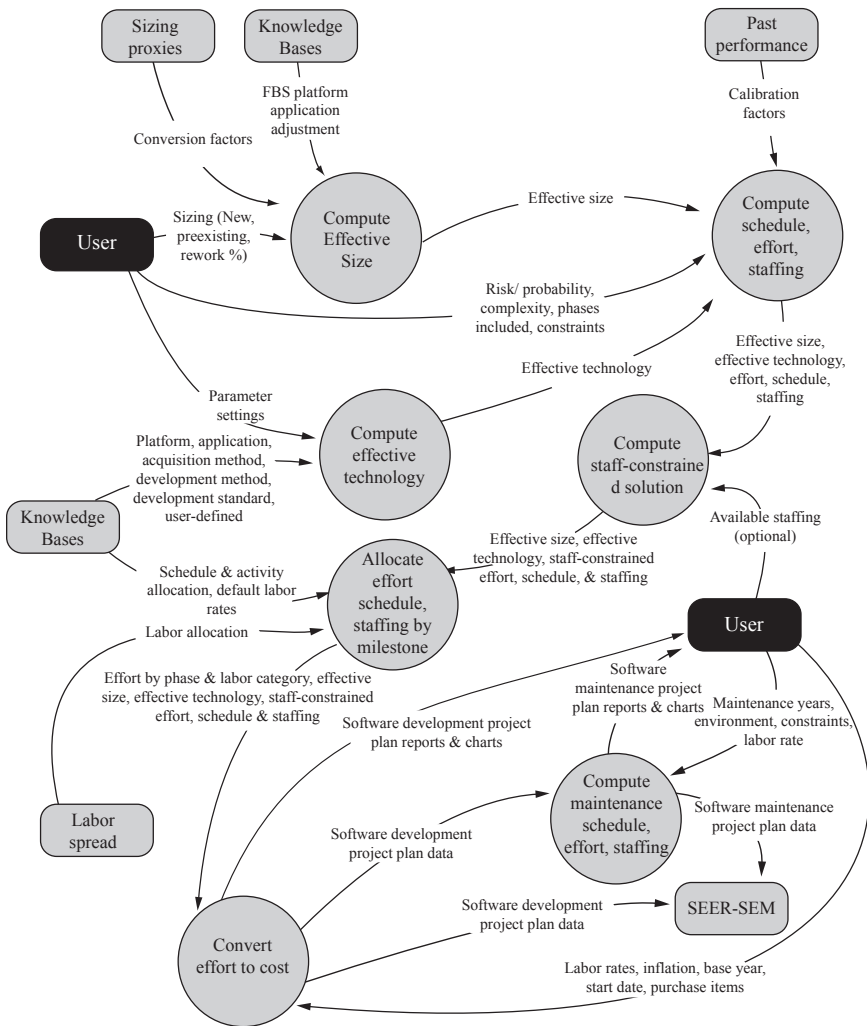 Sizing
proxies
Knowledge
Bases
Past
performance
FBS platform
application
adjustment
Calibration
factors
Conversion factors
Sizing (New,
preexisting,
rework %)
User
Compute
Effective
Size
Effective size
Compute
schedule,
effort,
staffing
Risk/ probability,
complexity, phases
included, constraints
Effective size,
effective technology,
effort, schedule,
staffing
Effective technology
Parameter
settings
Platform, application,
acquisition method,
development method,
development standard,
user-defined
Compute
effective
technology
Compute
staff-constraine
d solution
Knowledge
Bases
Available staffing
(optional)
Effective size, effective
technology, staff-constrained
effort, schedule, & staffing
Schedule & activity
allocation, default labor
rates
Allocate
effort
schedule,
staffing by
milestone
Labor allocation
User
Effort by phase & labor category, effective
size, effective technology, staff-constrained
effort, schedule & staffing
Software development project
plan reports & charts
Software
maintenance project
plan reports & charts
Maintenance years,
environment, constraints,
labor rate
Labor
spread
Compute
maintenance
schedule,
effort, staffing
Software maintenance
project plan data
Software development
project plan data
Software development
project plan data
SEER-SEM
Convert
effort to cost
Labor rates, inflation, base year,
start date, purchase items